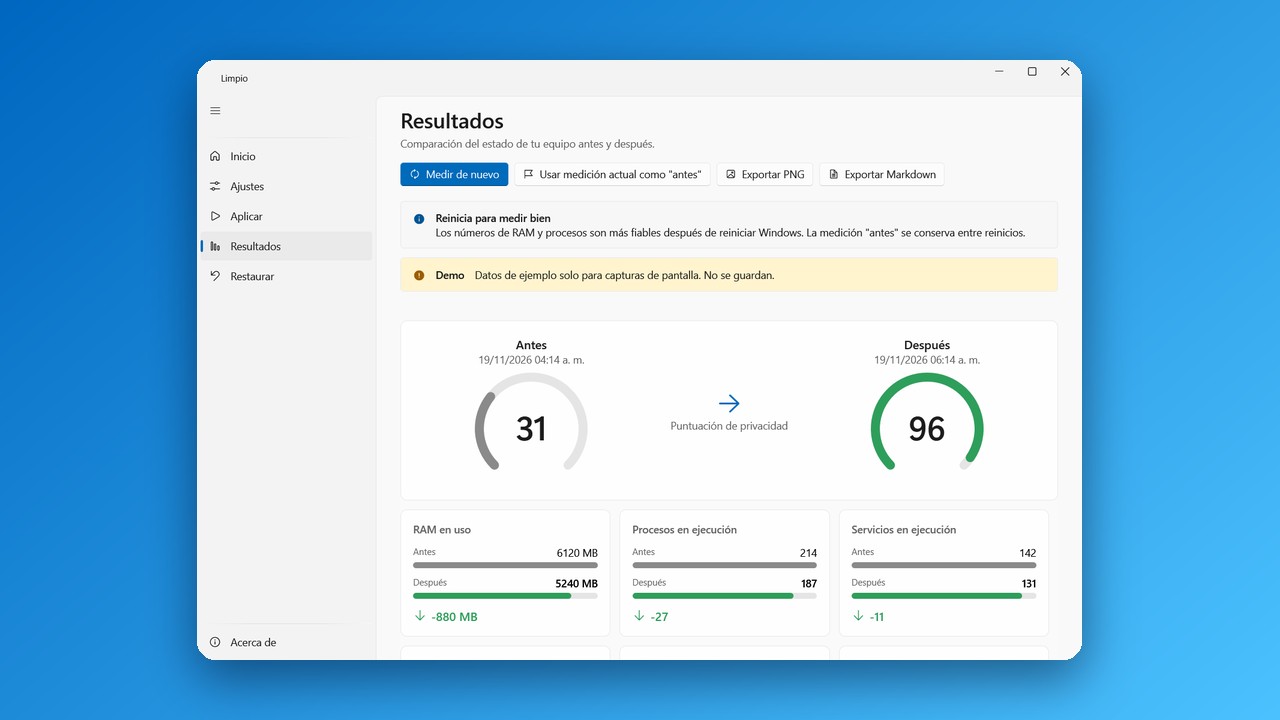 Limpio
Inicio
Ajustes
Aplicar
Resultados
Restaurar
Acerca de
Resultados
Comparación del estado de tu equipo antes y después.
Medir de nuevo
Usar medición actual como "antes"
Exportar PNG
Exportar Markdown
Reinicia para medir bien
Los números de RAM y procesos son más fiables después de reiniciar Windows. La medición "antes" se conserva entre reinicios.
Demo Datos de ejemplo solo para capturas de pantalla. No se guardan.
Antes
19/11/2026 04:14 a. m.
31
Puntuación de privacidad
Después
19/11/2026 06:14 a. m.
96
RAM en uso
Antes 6120 MB
Después 5240 MB
-880 MB
Procesos en ejecución
Antes 214
Después 187
-27
Servicios en ejecución
Antes 142
Después 131
-11